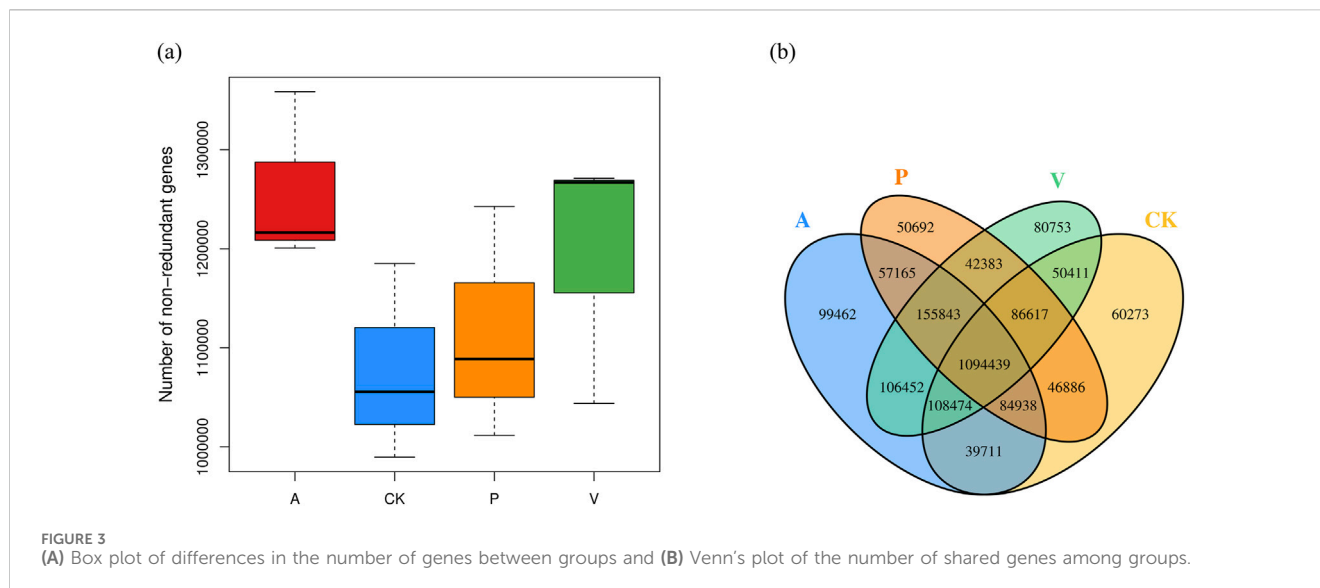 (a)
Number of non−redundant genes
1300000
1200000
1100000
1000000
A
CK
P
V
(b)
P
V
A
CK
50692
80753
57165
42383
50411
99462
155843
86617
60273
1094439
106452
46886
108474
84938
39711
FIGURE 3
(A) Box plot of differences in the number of genes between groups and (B) Venn's plot of the number of shared genes among groups.